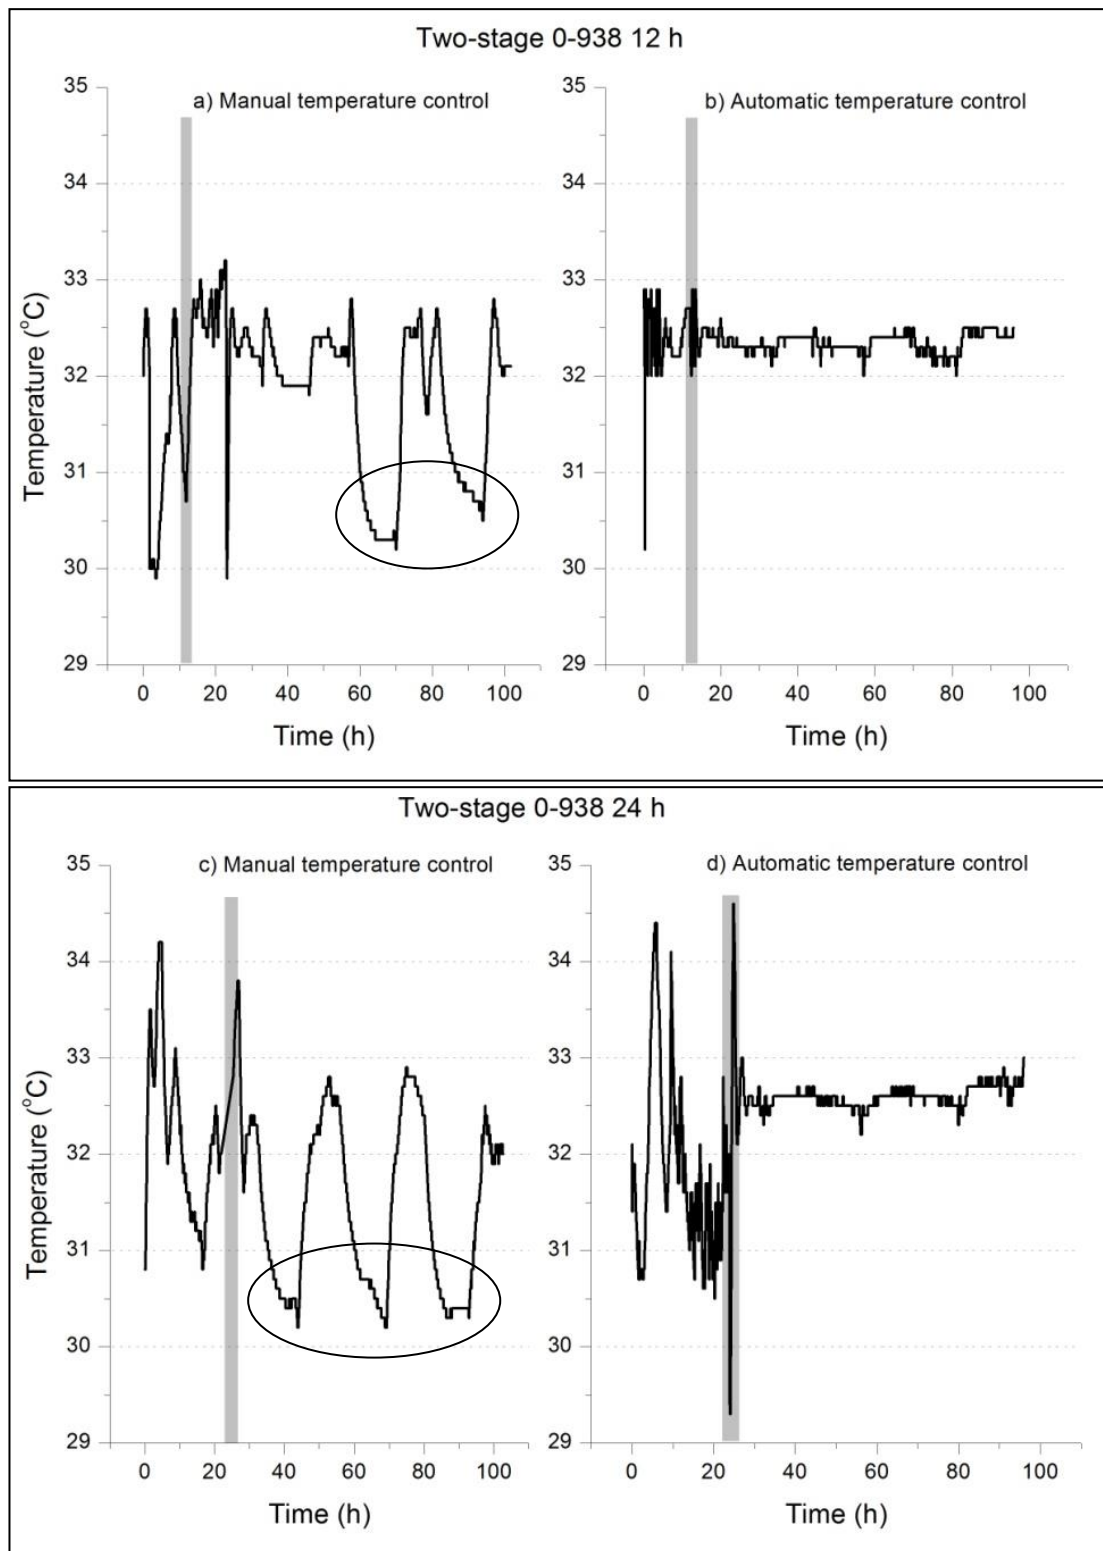 Two-stage 0-938 12 h
a) Manual temperature control
35
34
33
32
31
30
29
Temperature (°C)
0 20 40 60 80 100
Time (h)
b) Automatic temperature control
35
34
33
32
31
30
29
0 20 40 60 80 100
Time (h)
Two-stage 0-938 24 h
c) Manual temperature control
35
34
33
32
31
30
29
Temperature (°C)
0 20 40 60 80 100
Time (h)
d) Automatic temperature control
35
34
33
32
31
30
29
0 20 40 60 80 100
Time (h)